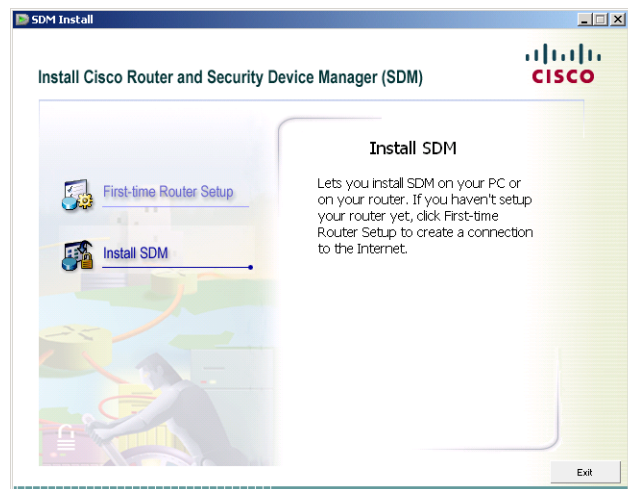 SDM Install
CISCO
Install Cisco Router and Security Device Manager (SDM)
First-time Router Setup
Install SDM
Install SDM
Lets you install SDM on your PC or
on your router. If you haven't setup
your router yet, click First-time
Router Setup to create a connection
to the Internet.
Exit